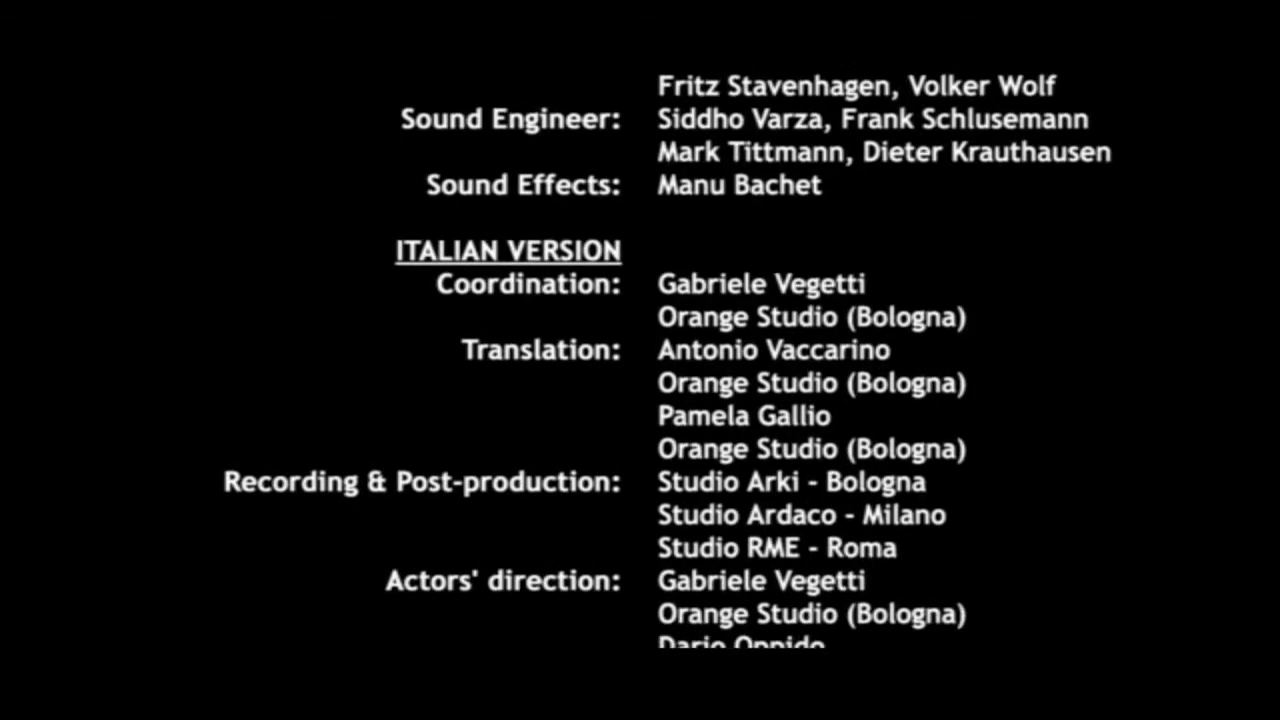 Fritz Stavenhagen, Volker Wolf
Sound Engineer: Siddho Varza, Frank Schlusemann
Mark Tittmann, Dieter Krauthausen
Sound Effects: Manu Bachet
ITALIAN VERSION
Coordination: Gabriele Vegetti
Orange Studio (Bologna)
Translation: Antonio Vaccarino
Orange Studio (Bologna)
Pamela Gallio
Orange Studio (Bologna)
Recording & Post-production: Studio Arki - Bologna
Studio Ardaco - Milano
Studio RME - Roma
Actors' direction: Gabriele Vegetti
Orange Studio (Bologna)
Dario Oppido